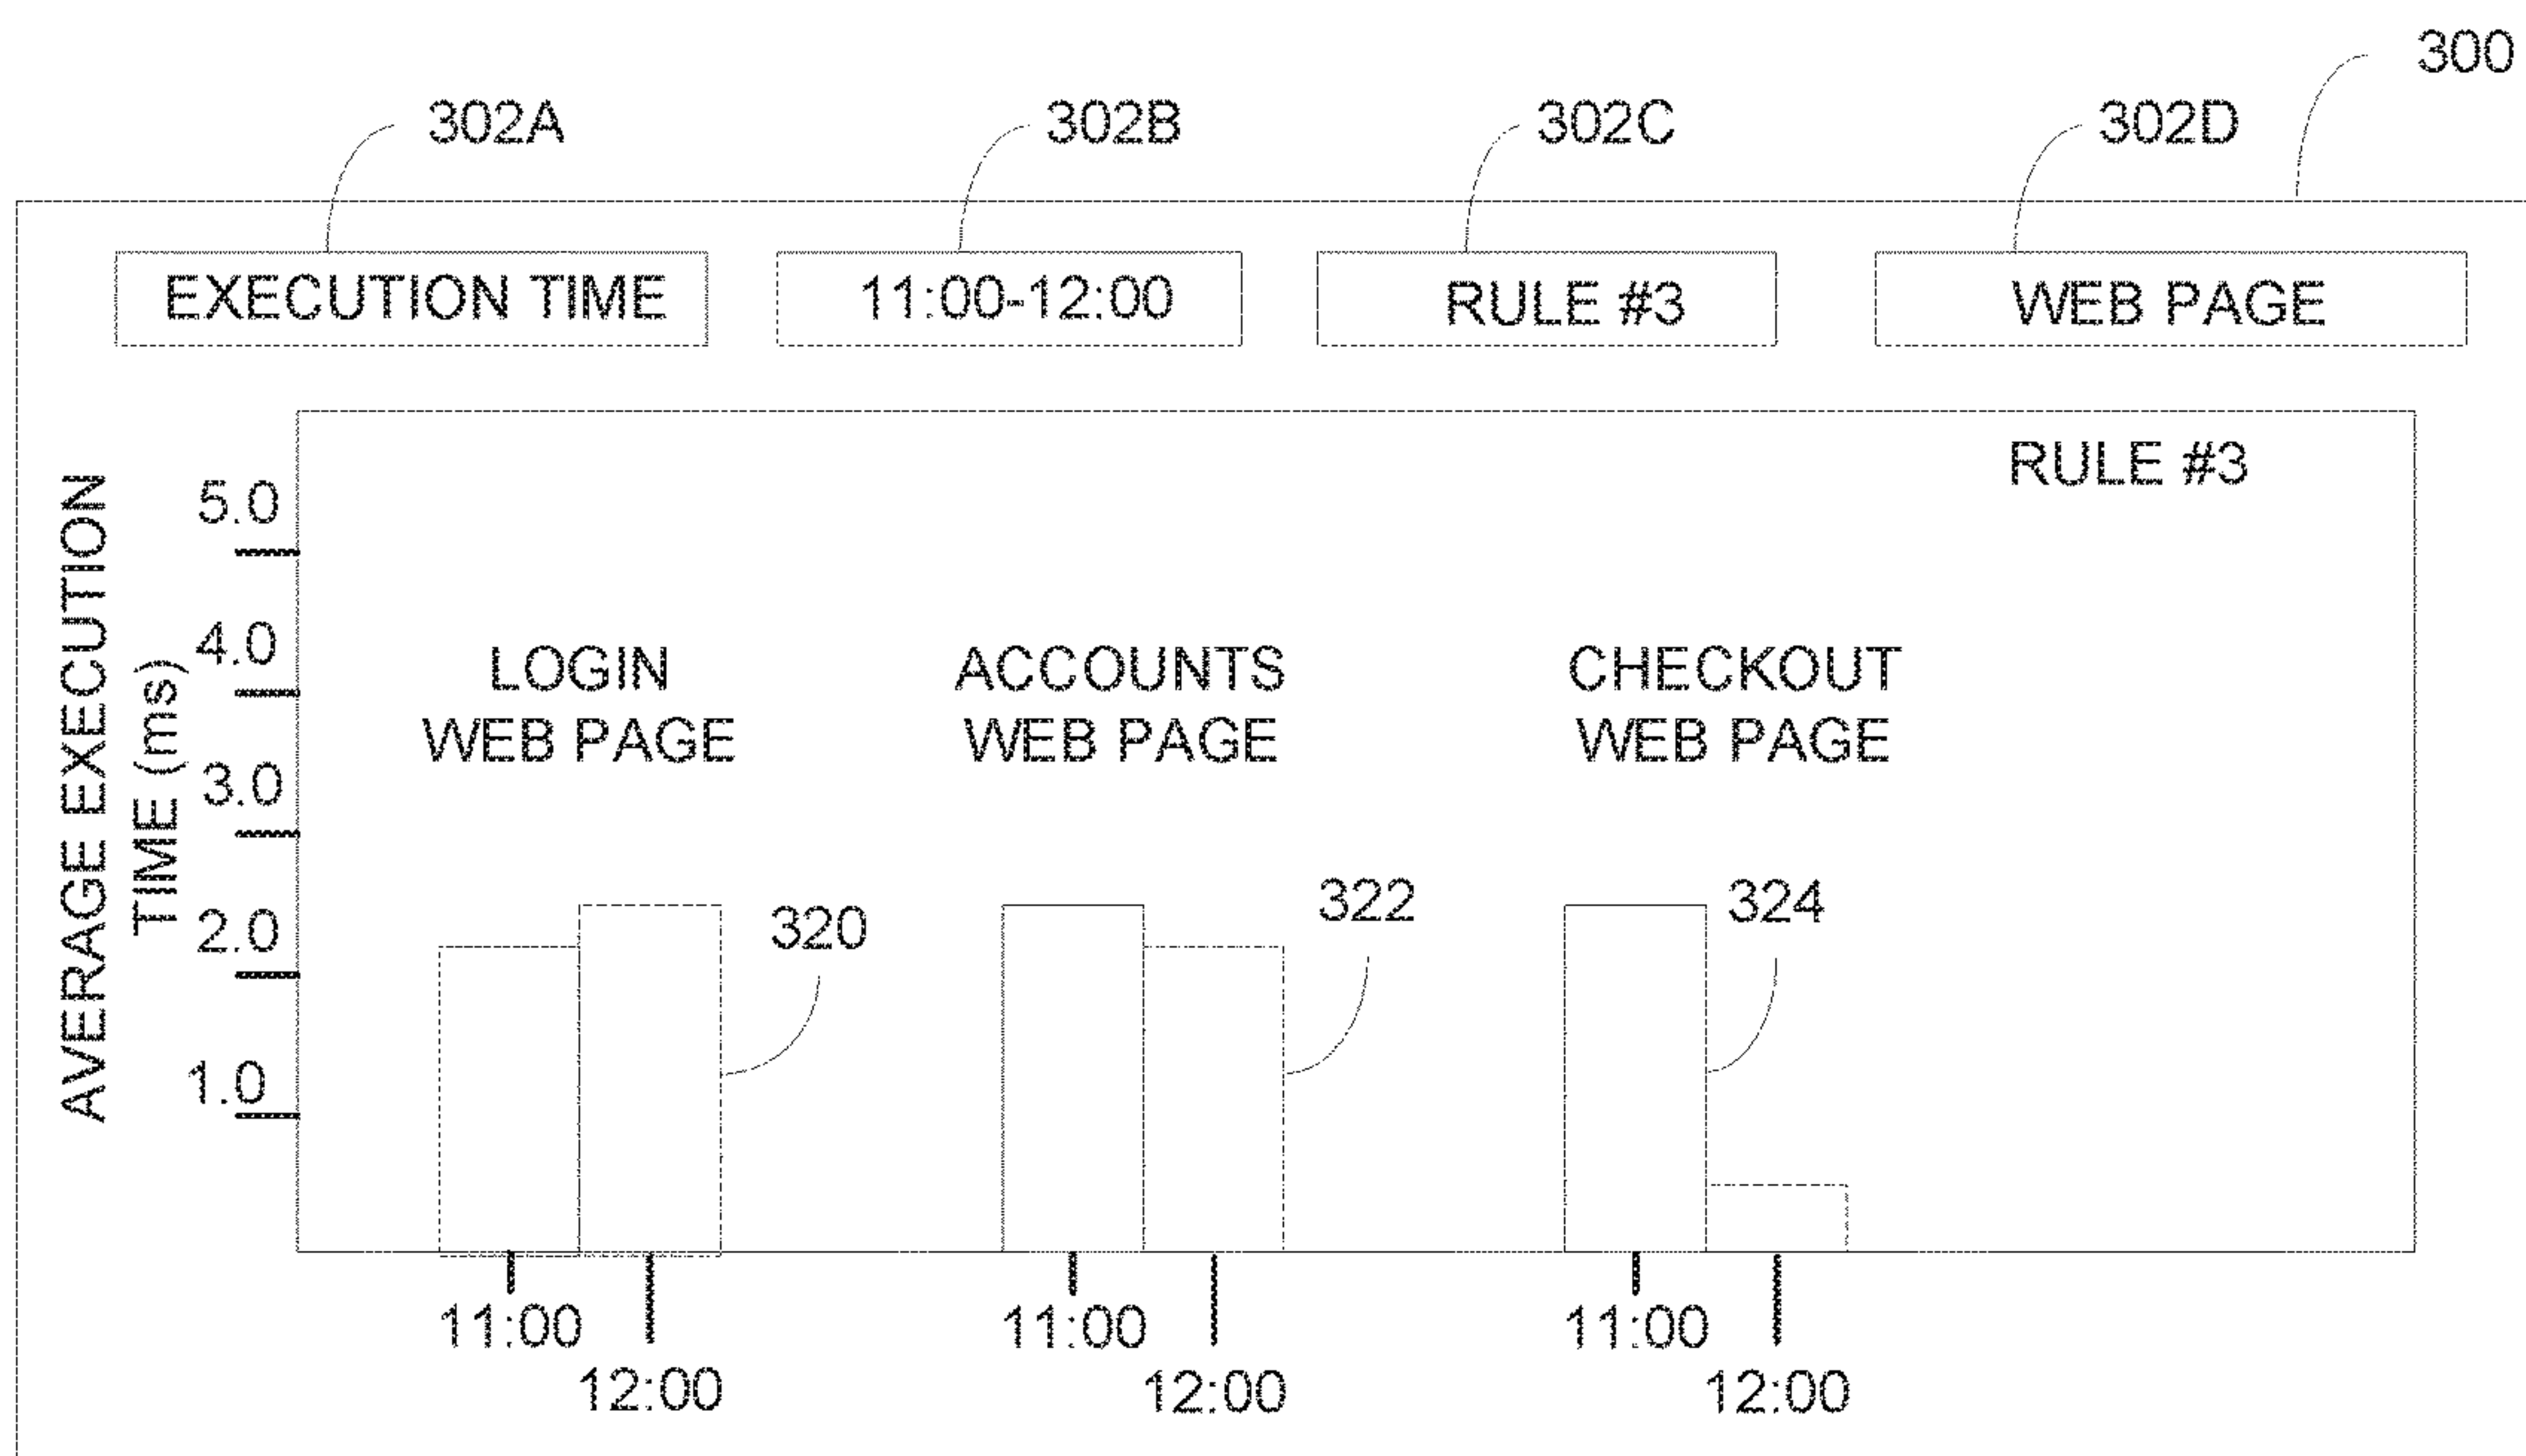 300
302A 302B 302C 302D
EXECUTION TIME 11:00-12:00 RULE #3 WEB PAGE
RULE #3
AVERAGE EXECUTION
TIME (ms)
5.0
4.0
3.0
2.0
1.0
LOGIN
WEB PAGE
ACCOUNTS
WEB PAGE
CHECKOUT
WEB PAGE
320
322
324
11:00
12:00
11:00
12:00
11:00
12:00